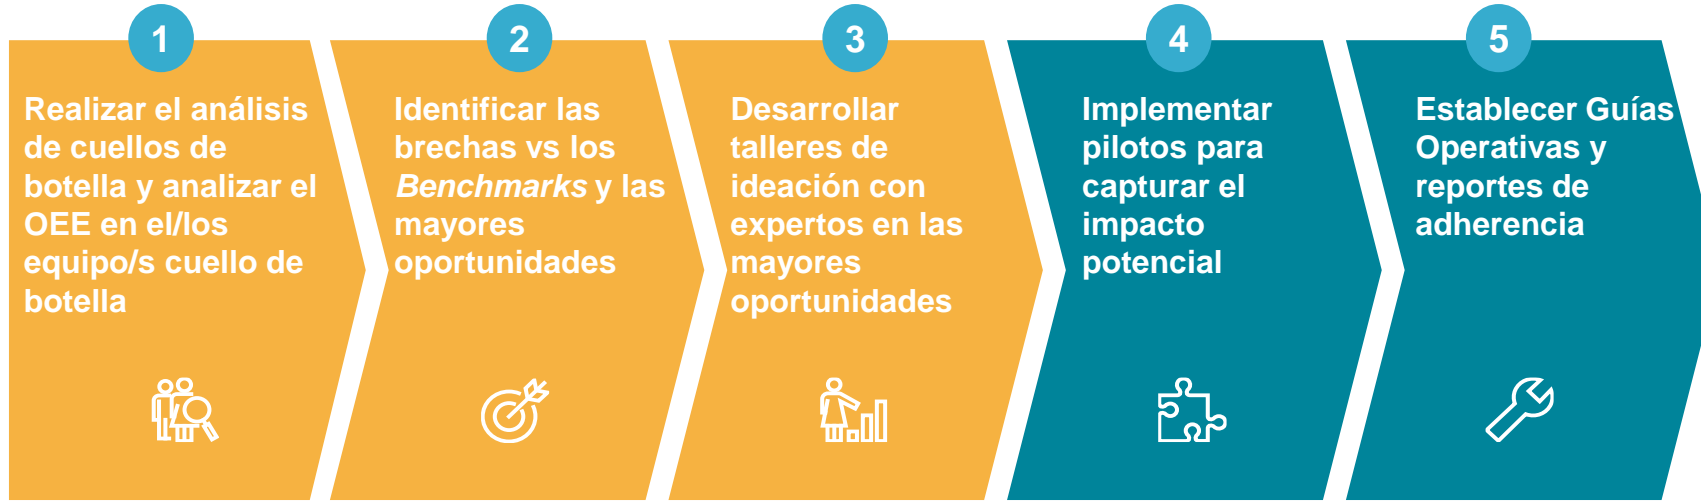 1
Realizar el análisis
de cuellos de
botella y analizar el
OEE en el/los
equipo/s cuello de
botella
2
Identificar las
brechas vs los
Benchmarks y las
mayores
oportunidades
3
Desarrollar
talleres de
ideación con
expertos en las
mayores
oportunidades
4
Implementar
pilotos para
capturar el
impacto
potencial
5
Establecer Guías
Operativas y
reportes de
adherencia